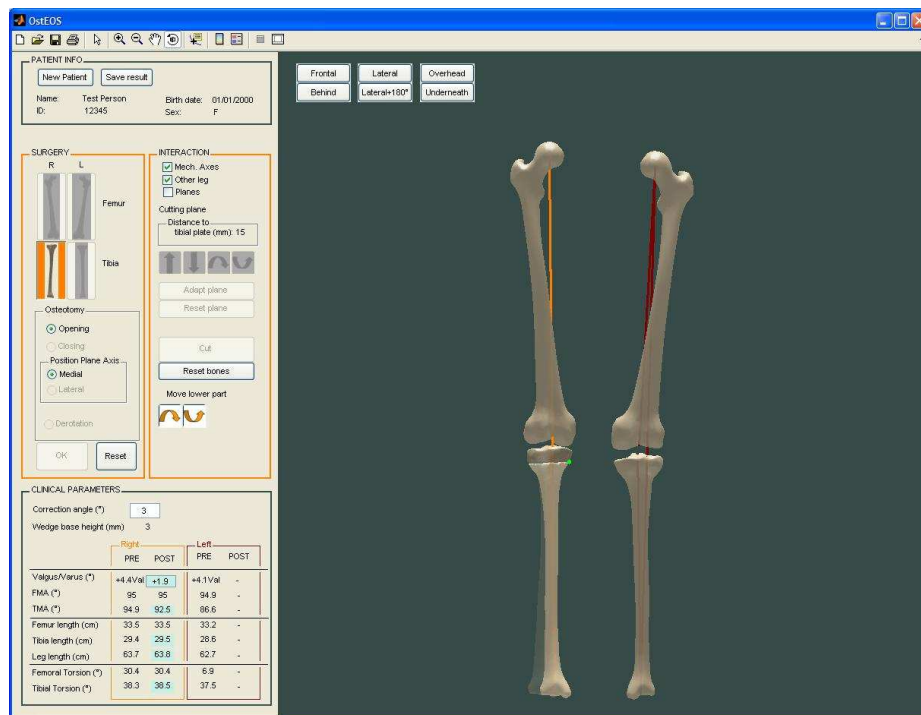 OstEOS
PATIENT INFO
New Patient Save result
Name: Test Person Birth date: 01/01/2000
ID: 12345 Sex: F
Frontal Lateral Overhead
Behind Lateral+180° Underneath
SURGERY
R L
Femur
Tibia
Osteotomy
Opening
Closing
Position Plane Axis
Medial
Lateral
Derotation
OK Reset
INTERACTION
Mech. Axes
Other leg
Planes
Cutting plane
Distance to
tibial plate (mm): 15
Adapt plane
Reset plane
Cut
Reset bones
Move lower part
CLINICAL PARAMETERS
Correction angle (°) 3
Wedge base height(mm) 3
Right Left
PRE POST PRE POST
Valgus/Varus (°) +4.4Val +1.9 +4.1Val -
FMA (°) 95 95 94.9 -
TMA (°) 94.9 92.5 86.6 -
Femur length (cm) 33.5 33.5 33.2 -
Tibia length (cm) 29.4 29.5 28.6 -
Leg length (cm) 63.7 63.8 62.7 -
Femoral Torsion (°) 30.4 30.4 6.9 -
Tibial Torsion (°) 38.3 38.5 37.5 -